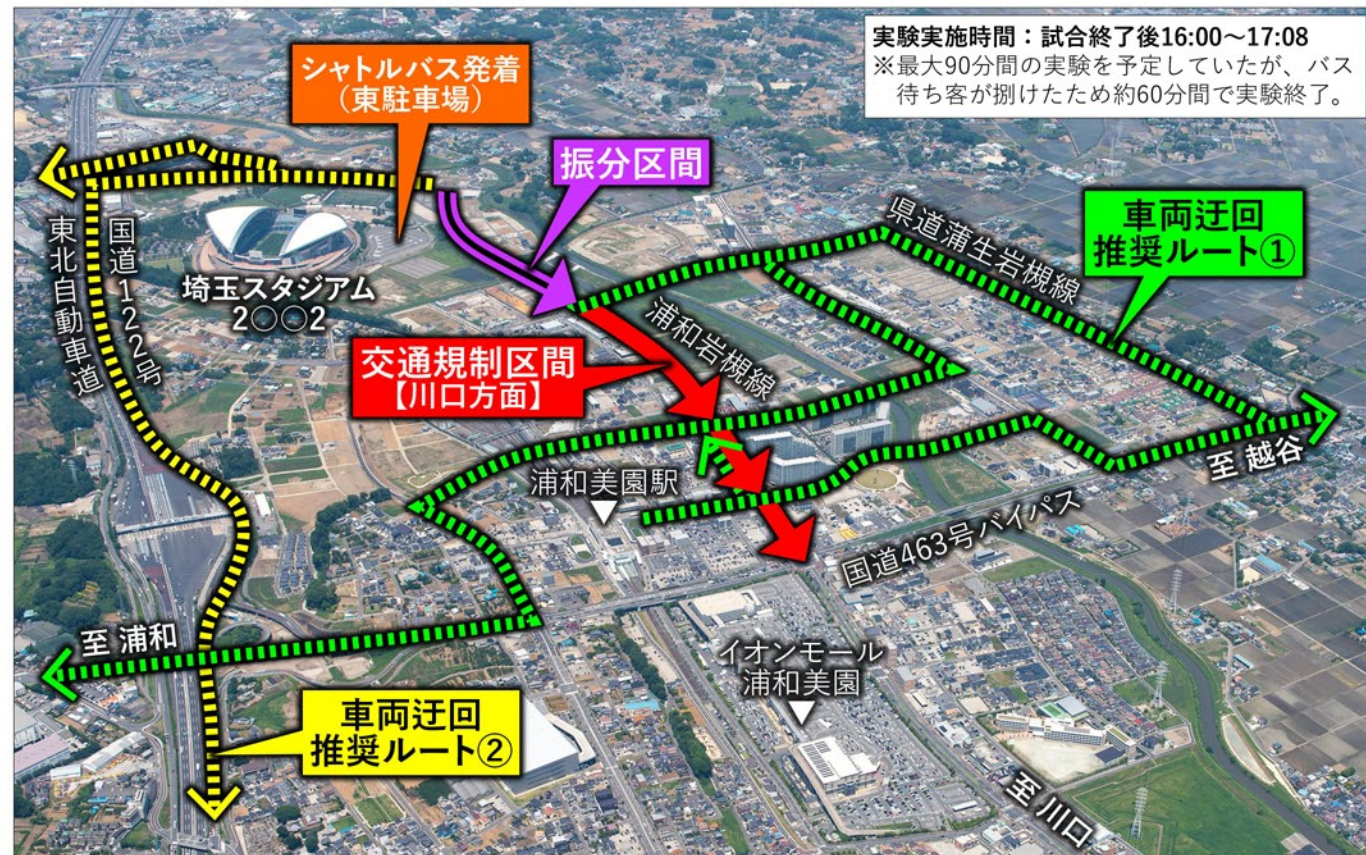 実験実施時間：試合終了後16:00～17:08
※最大90分間の実験を予定していたが、バス
待ち客が捌けたため約60分間で実験終了。
シャトルバス発着
（東駐車場）
振分区間
車両迂回
推奨ルート①
県道蒲生岩槻線
東北自動車道
国道122号
埼玉スタジアム
2○○2
浦和岩槻線
交通規制区間
【川口方面】
至 越谷
浦和美園駅
国道463号バイパス
至 浦和
イオンモール
浦和美園
車両迂回
推奨ルート②
至 川口